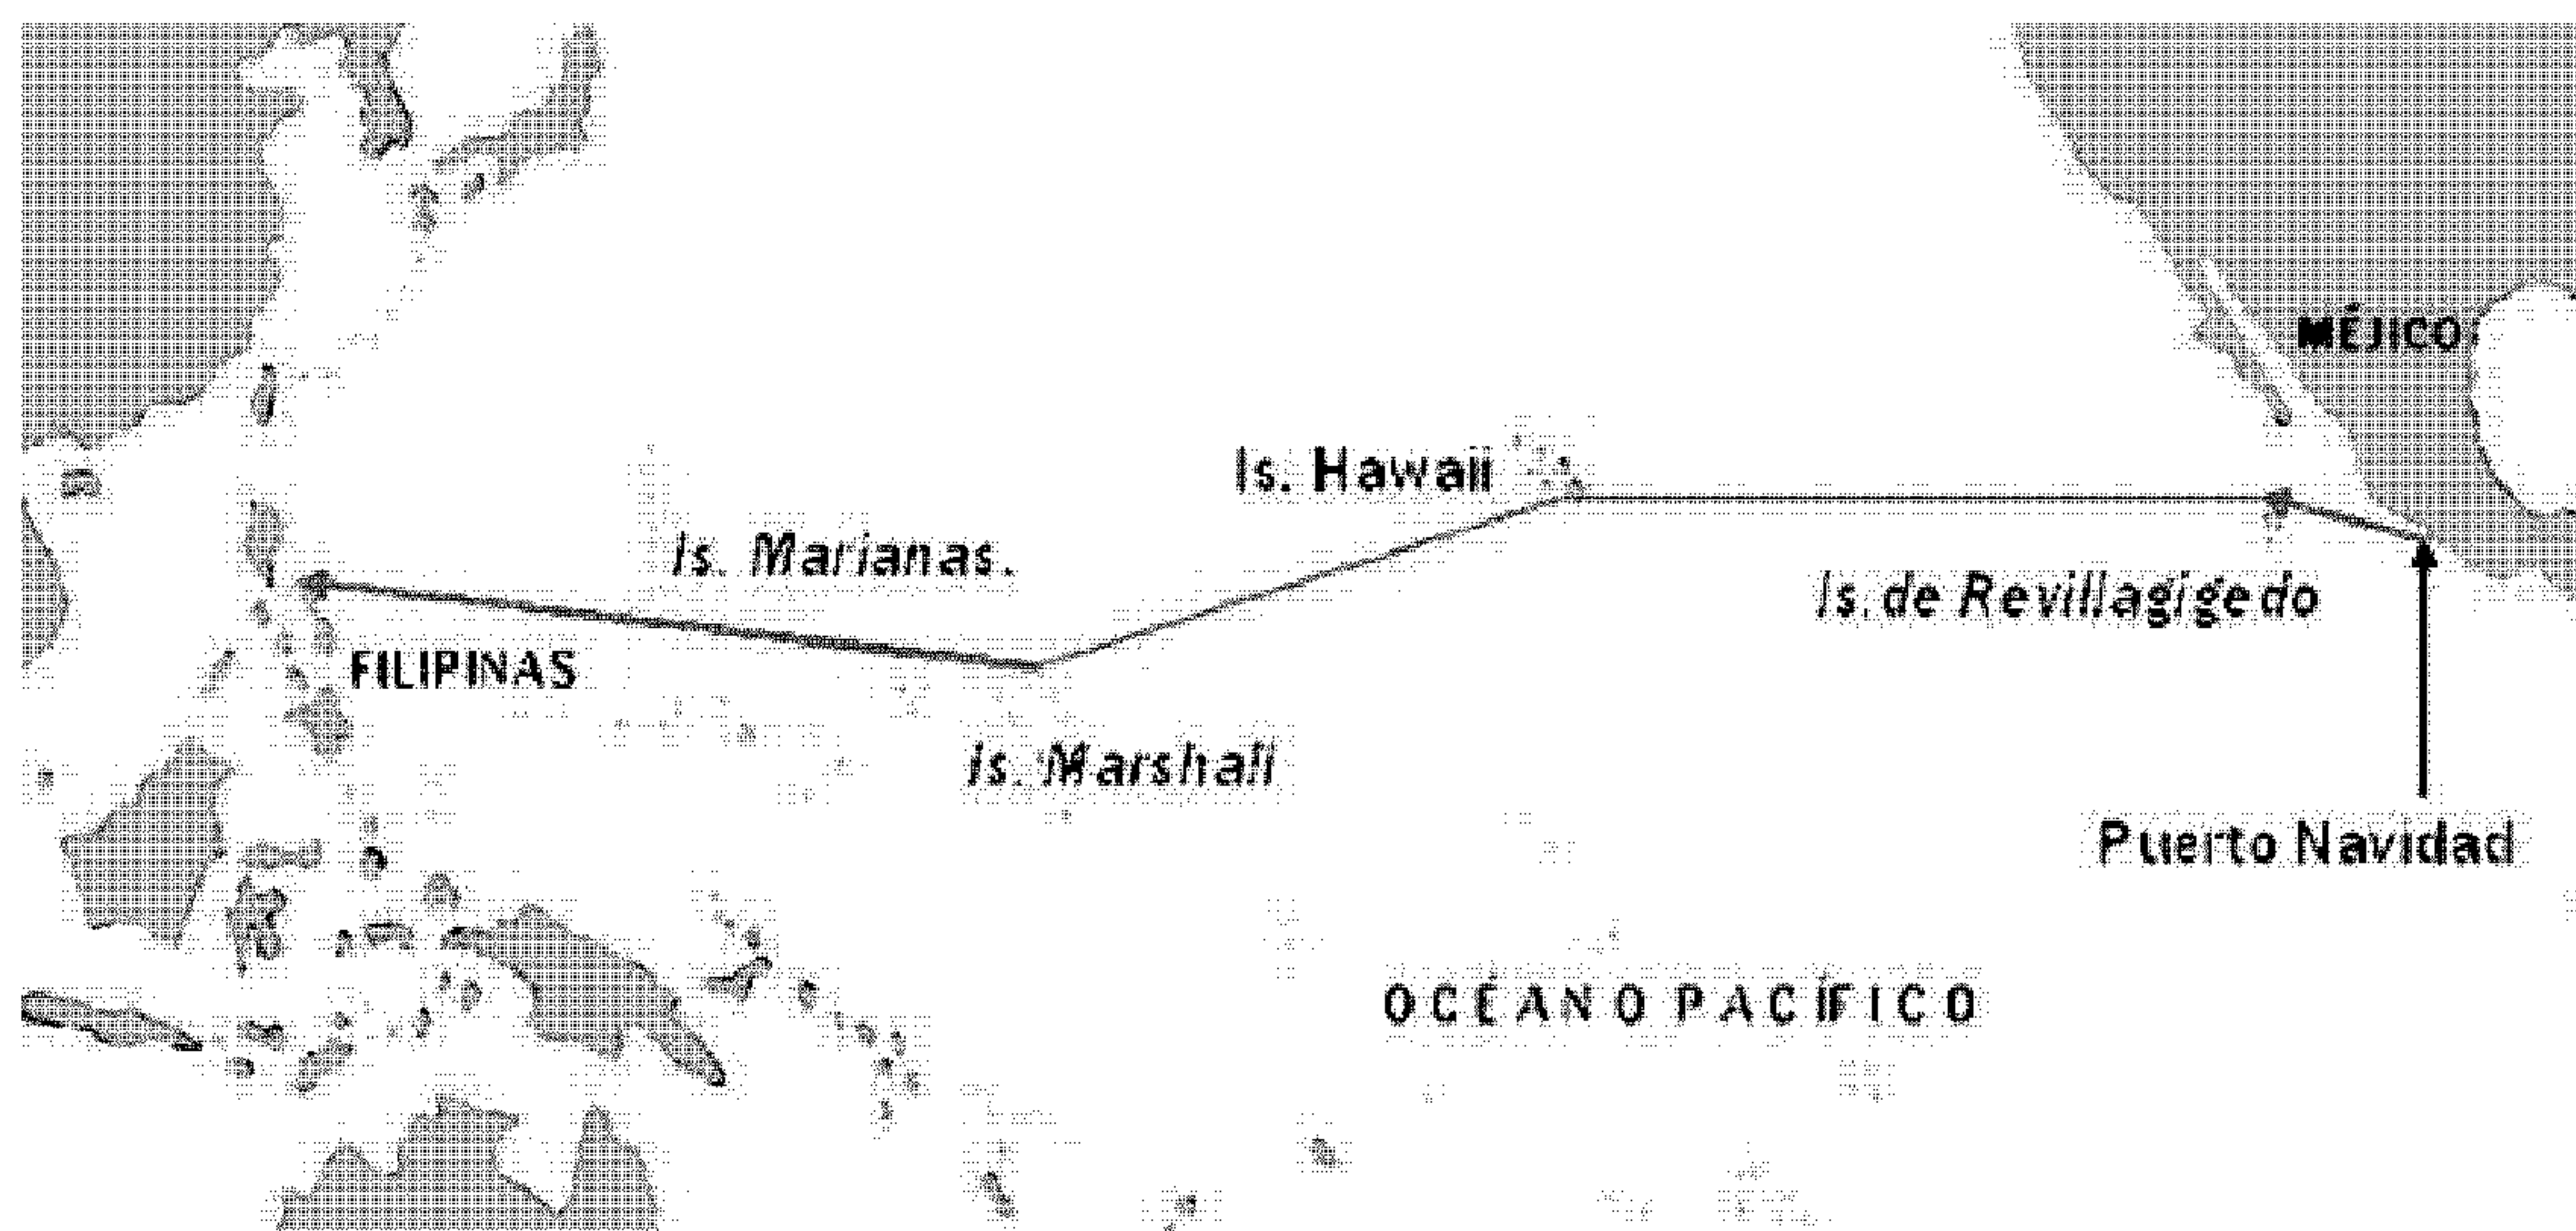 MÉJICO
Is. Hawaii
Is. Marianas.
Is. de Revillagigedo
FILIPINAS
Is. Marshall
Puerto Navidad
OCÉANO PACÍFICO